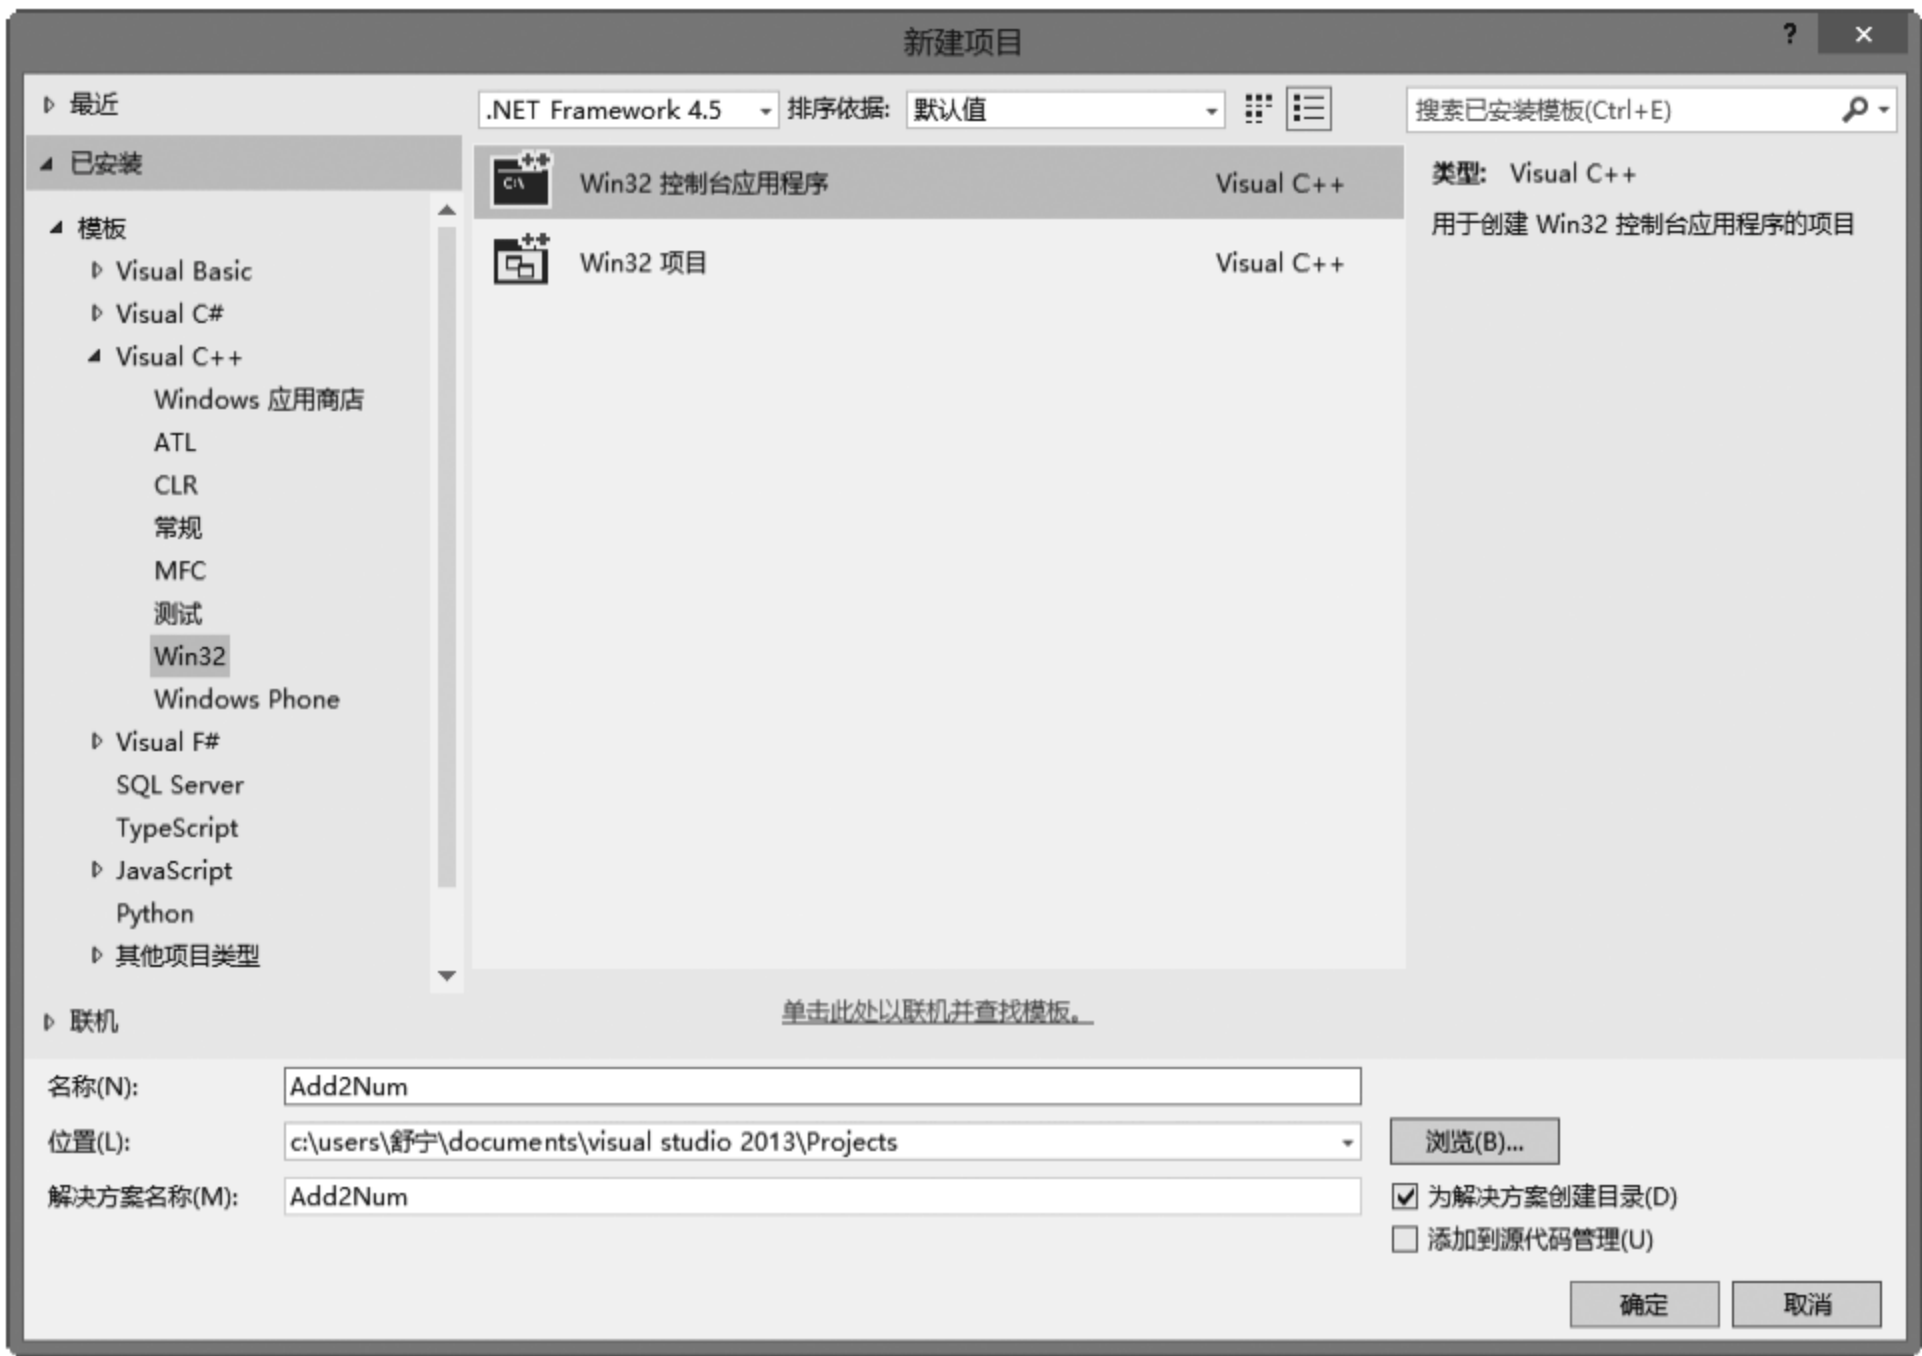 新建项目
?
最近
.NET Framework 4.5
排序依据:
默认值
搜索已安装模板(Ctrl+E)
已安装
模板
Visual Basic
Visual C#
Visual C++
Windows 应用商店
ATL
CLR
常规
MFC
测试
Win32
Windows Phone
Visual F#
SQL Server
TypeScript
JavaScript
Python
其他项目类型
联机
C:\
Win32 控制台应用程序 Visual C++
Win32 项目 Visual C++
类型: Visual C++
用于创建 Win32 控制台应用程序的项目
单击此处以联机并查找模板。
名称(N): Add2Num
位置(L): c:\users\舒宁\documents\visual studio 2013\Projects
浏览(B)...
解决方案名称(M): Add2Num
为解决方案创建目录(D)
添加到源代码管理(U)
确定
取消